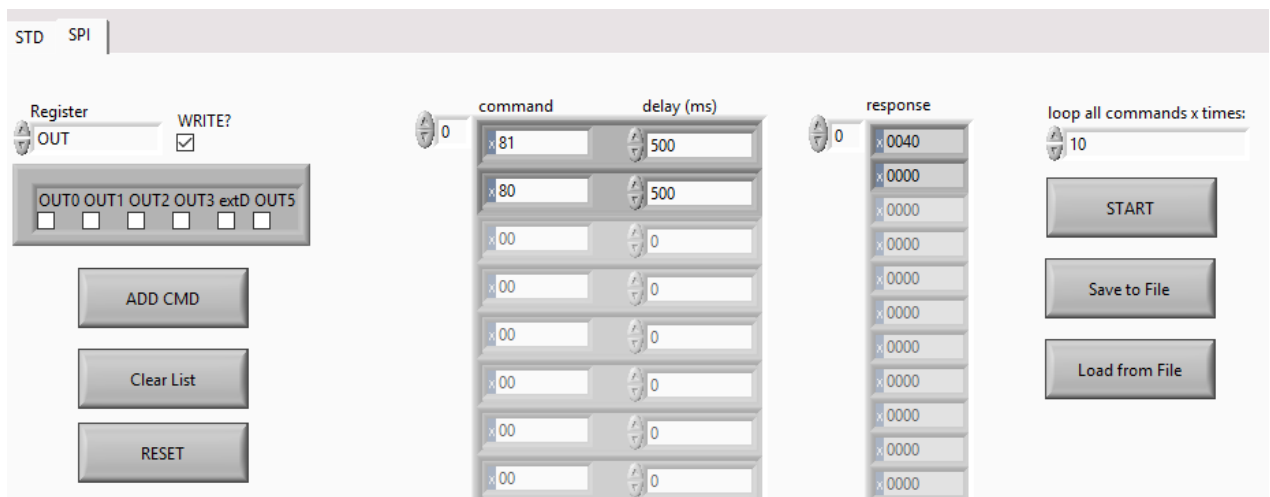 STD SPI
Register
OUT
WRITE?
OUT0 OUT1 OUT2 OUT3 extD OUT5
ADD CMD
Clear List
RESET
command delay (ms)
0
x 81 500
x 80 500
x 00 0
x 00 0
x 00 0
x 00 0
x 00 0
x 00 0
response
0
x 0040
x 0000
x 0000
x 0000
x 0000
x 0000
x 0000
x 0000
x 0000
x 0000
x 0000
loop all commands x times:
10
START
Save to File
Load from File